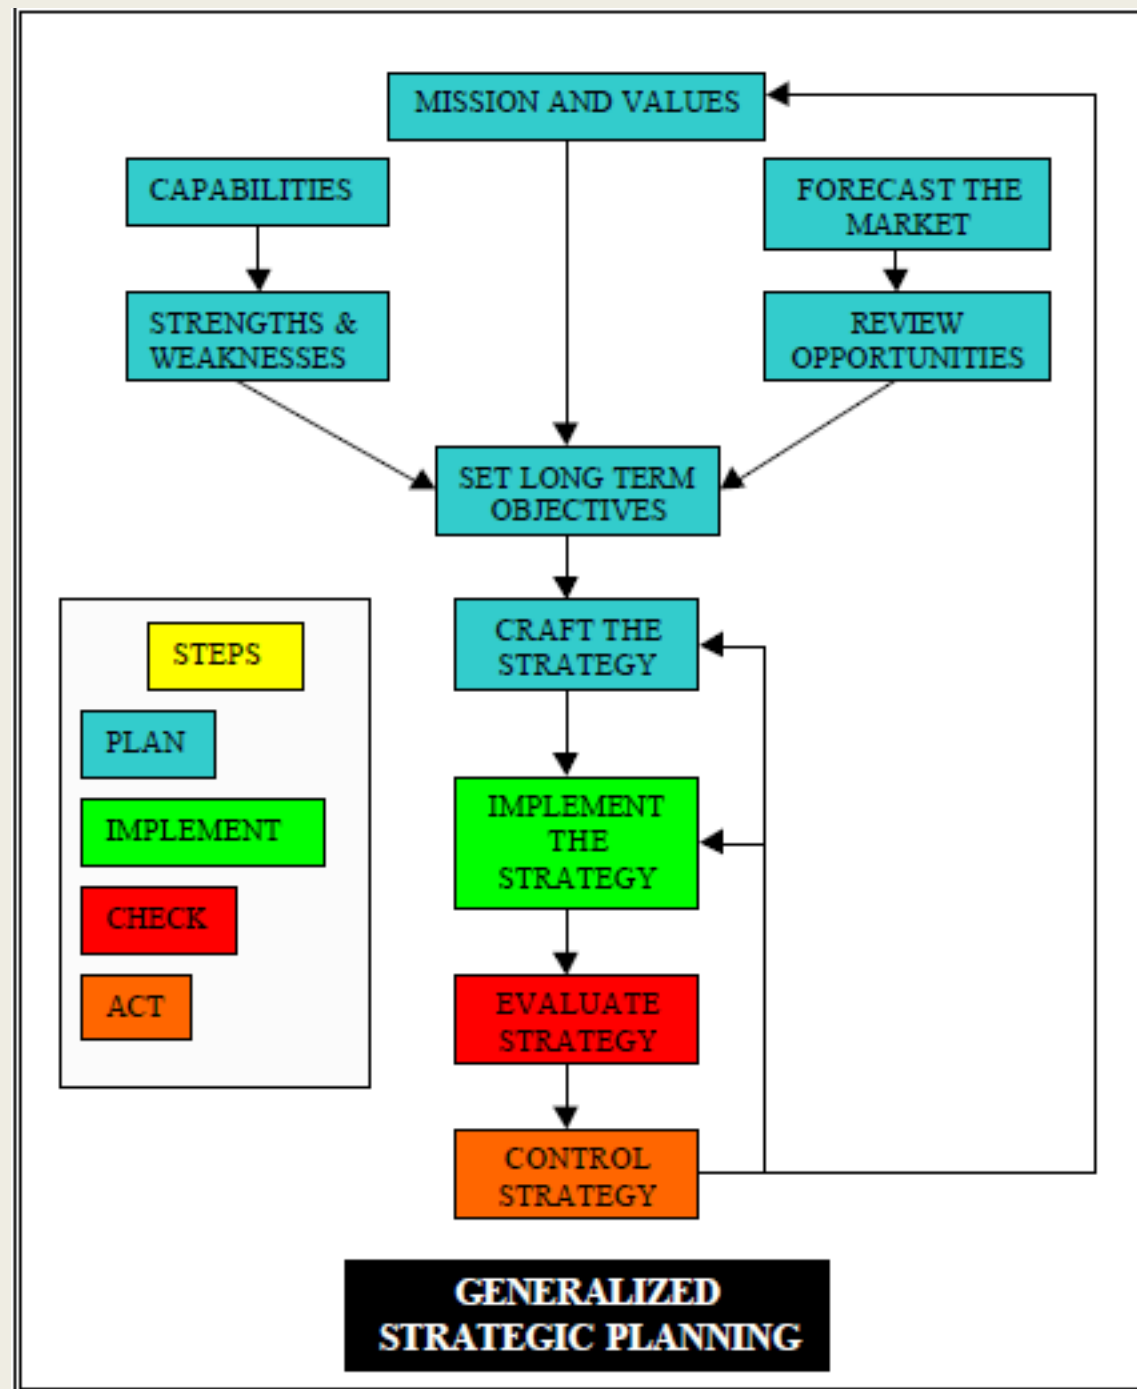 MISSION AND VALUES
CAPABILITIES
FORECAST THE
MARKET
STRENGTHS &
WEAKNESSES
REVIEW
OPPORTUNITIES
SET LONG TERM
OBJECTIVES
CRAFT THE
STRATEGY
STEPS
PLAN
IMPLEMENT
CHECK
ACT
IMPLEMENT
THE
STRATEGY
EVALUATE
STRATEGY
CONTROL
STRATEGY
GENERALIZED
STRATEGIC PLANNING